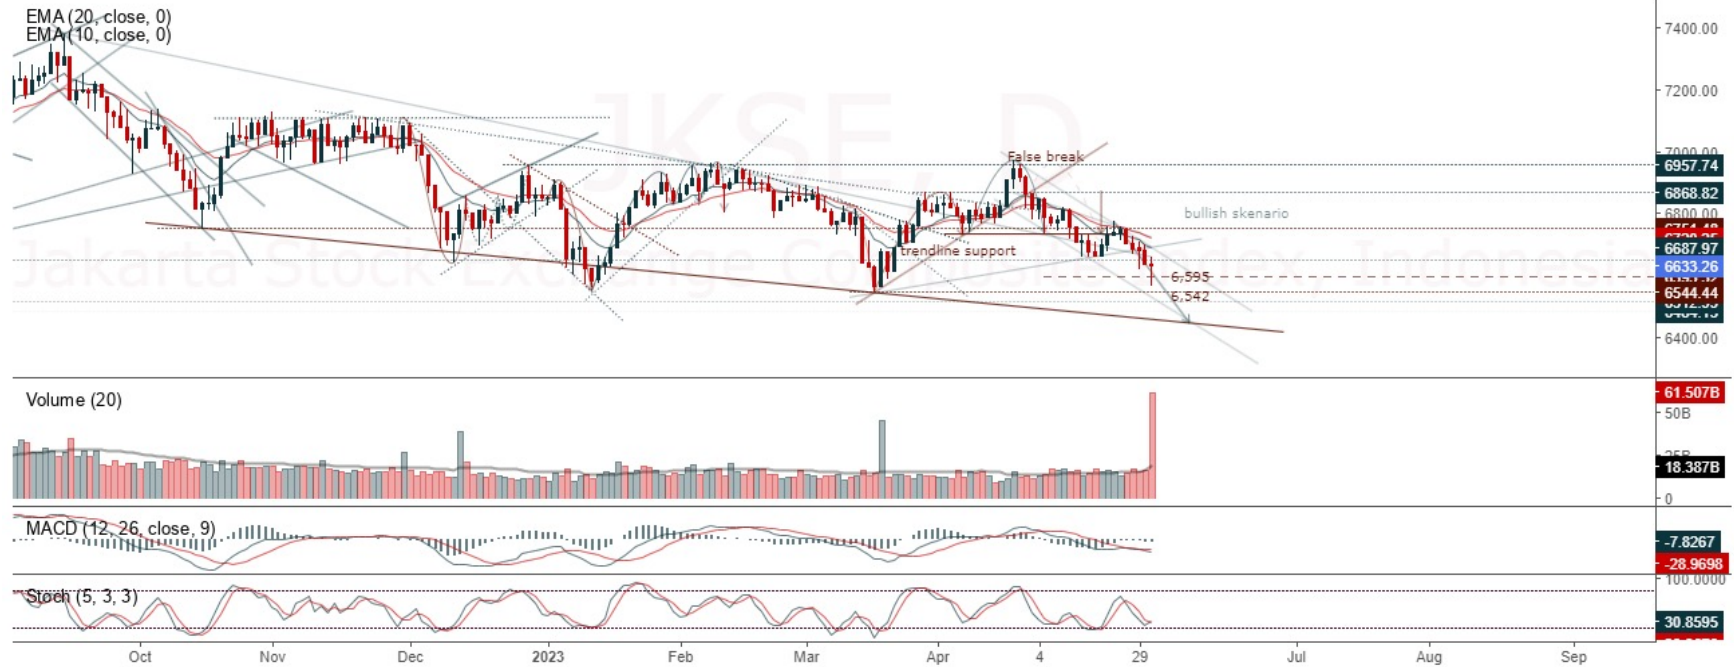 EMA (20, close, 0)
EMA (10, close, 0)
JKSE, D
Jakarta Stock Exchange Composite Index, Indonesia
7400.00
7200.00
7000.00
6957.74
6868.82
6800.00
6687.97
6633.26
6544.44
6400.00
False break
bullish skenario
trendline support
6,595
6,542
Volume (20)
61.507B
50B
18.387B
0
MACD (12, 26, close, 9)
-7.8267
-28.9698
Stoch (5, 3, 3)
100.0000
30.8595
Oct Nov Dec 2023 Feb Mar Apr 4 29 Jul Aug Sep